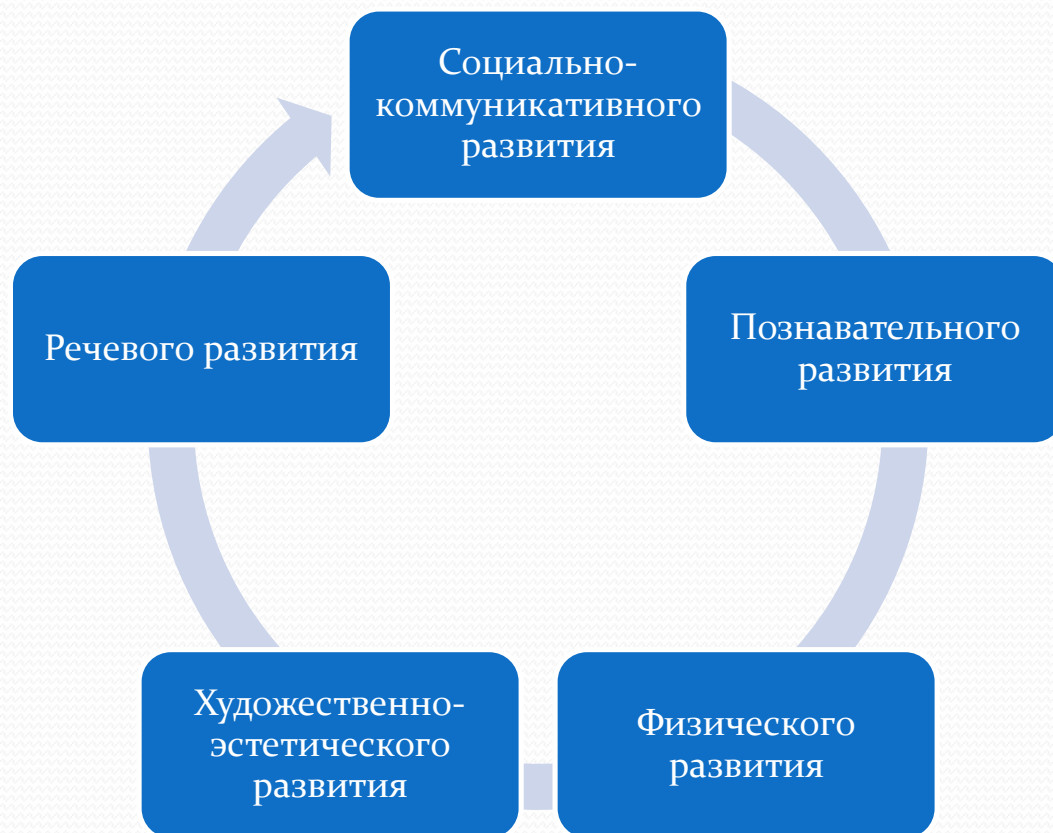 Социально-
коммуникативного
развития
Познавательного
развития
Физического
развития
Художественно-
эстетического
развития
Речевого развития